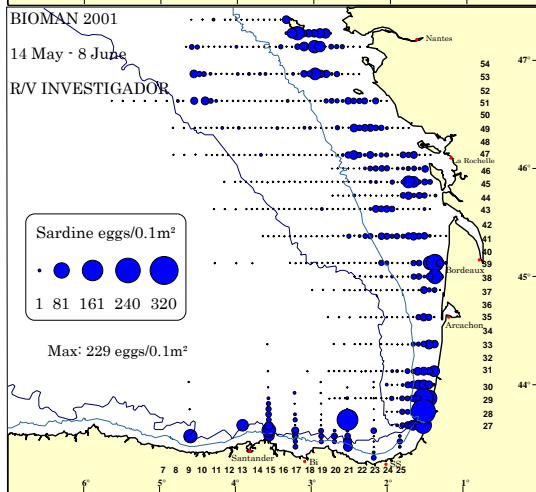 BIOMAN 2001
14 May - 8 June
R/V INVESTIGADOR
Nantes
47°
54
53
52
51
50
49
48
47
La Rochelle
46
46°
45
44
43
42
41
40
39
Bordeaux
38
45°
37
36
35
Arcachon
34
33
32
31
30
44°
29
28
27
Sardine eggs/0.1m²
1 81 161 240 320
Max: 229 eggs/0.1m²
Santander
Bi
SS
7 8 9 10 11 12 13 14 15 16 17 18 19 20 21 22 23 24 25
6° 5° 4° 3° 2° 1°